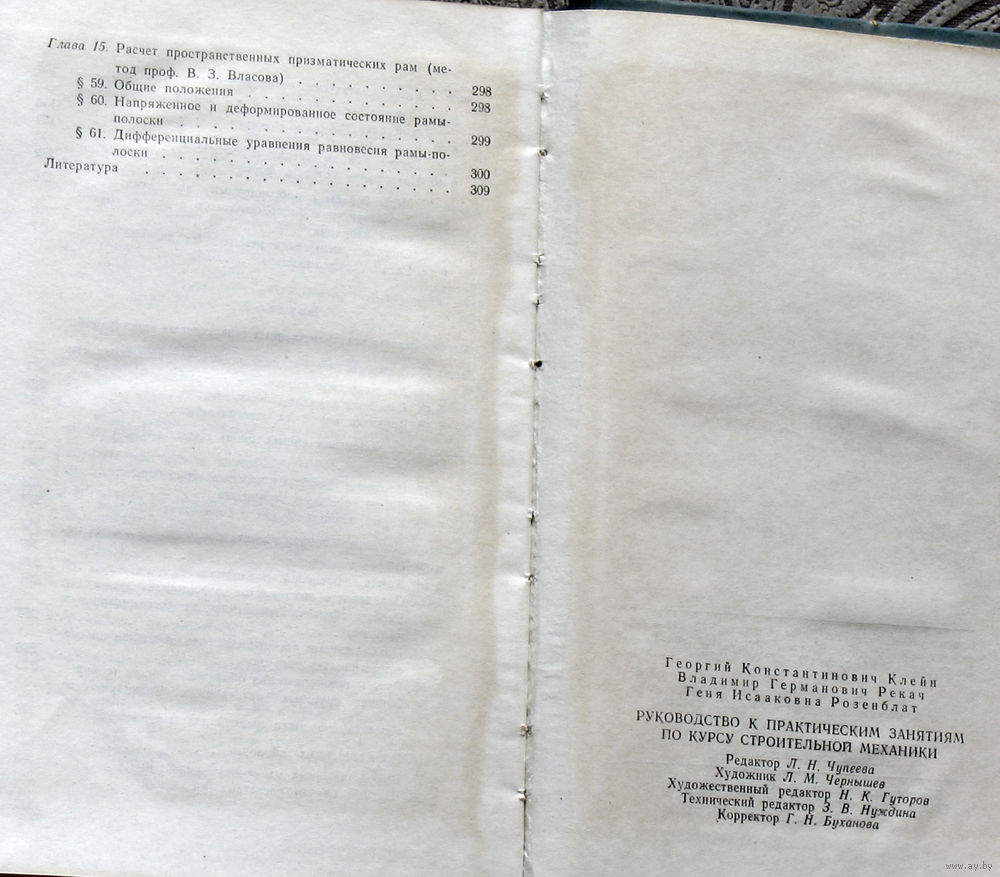 Глава 15. Расчет пространственных призматических рам (ме-
тод проф. В. З. Власова) . . . . . . . . . 298
§ 59. Общие положения . . . . . . . . . . . . 298
§ 60. Напряженное и деформированное состояние рамы-
полоски . . . . . . . . . . . . . . . 299
§ 61. Дифференциальные уравнения равновесия рамы-по-
лоски . . . . . . . . . . . . . . . . 300
Литература . . . . . . . . . . . . . . . . . 309
Георгий Константинович Клейн
Владимир Германович Рекач
Геня Исааковна Розенблат
РУКОВОДСТВО К ПРАКТИЧЕСКИМ ЗАНЯТИЯМ
ПО КУРСУ СТРОИТЕЛЬНОЙ МЕХАНИКИ
Редактор Л. Н. Чупеева
Художник Л. М. Чернышев
Художественный редактор Н. К. Гуторов
Технический редактор З. В. Нуждина
Корректор Г. Н. Буханова
www.ay.by